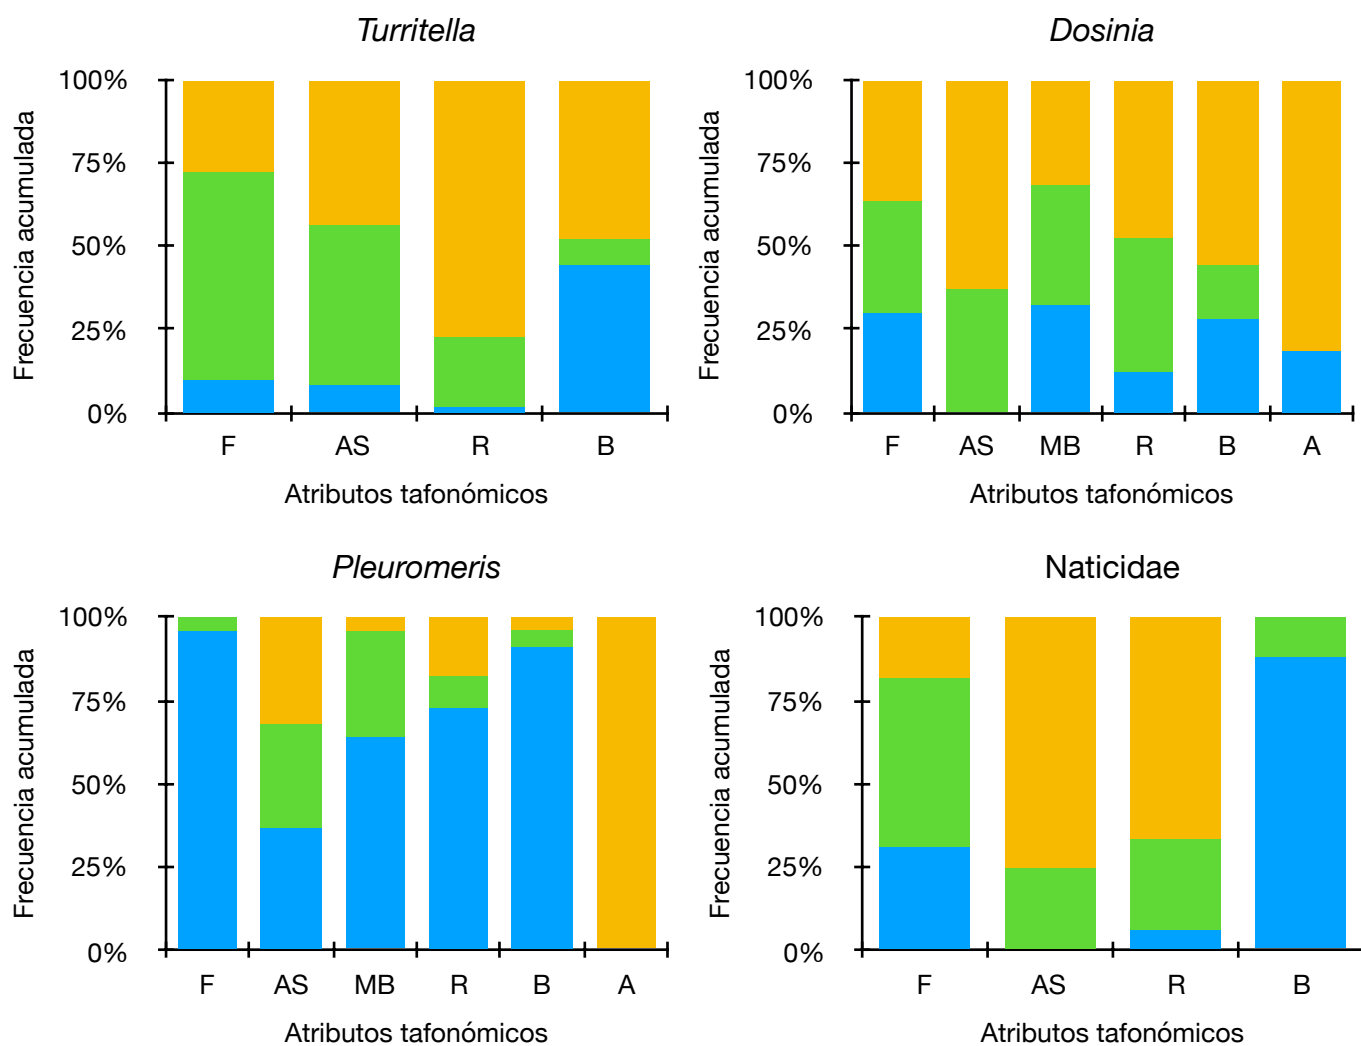 Turritella
Frecuencia acumulada
100%
75%
50%
25%
0%
F AS R B
Atributos tafonómicos
Dosinia
Frecuencia acumulada
100%
75%
50%
25%
0%
F AS MB R B A
Atributos tafonómicos
Pleuromeris
Frecuencia acumulada
100%
75%
50%
25%
0%
F AS MB R B A
Atributos tafonómicos
Naticidae
Frecuencia acumulada
100%
75%
50%
25%
0%
F AS R B
Atributos tafonómicos